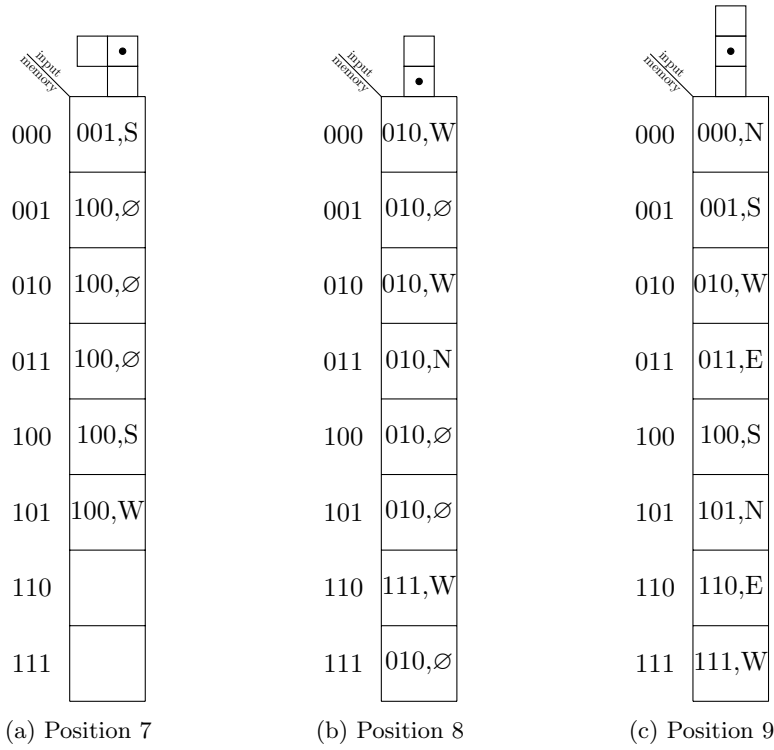 input
memory
input
memory
input
memory
000 001,S 000 010,W 000 000,N
001 100,∅ 001 010,∅ 001 001,S
010 100,∅ 010 010,W 010 010,W
011 100,∅ 011 010,N 011 011,E
100 100,S 100 010,∅ 100 100,S
101 100,W 101 010,∅ 101 101,N
110 110 111,W 110 110,E
111 111 010,∅ 111 111,W
(a) Position 7 (b) Position 8 (c) Position 9